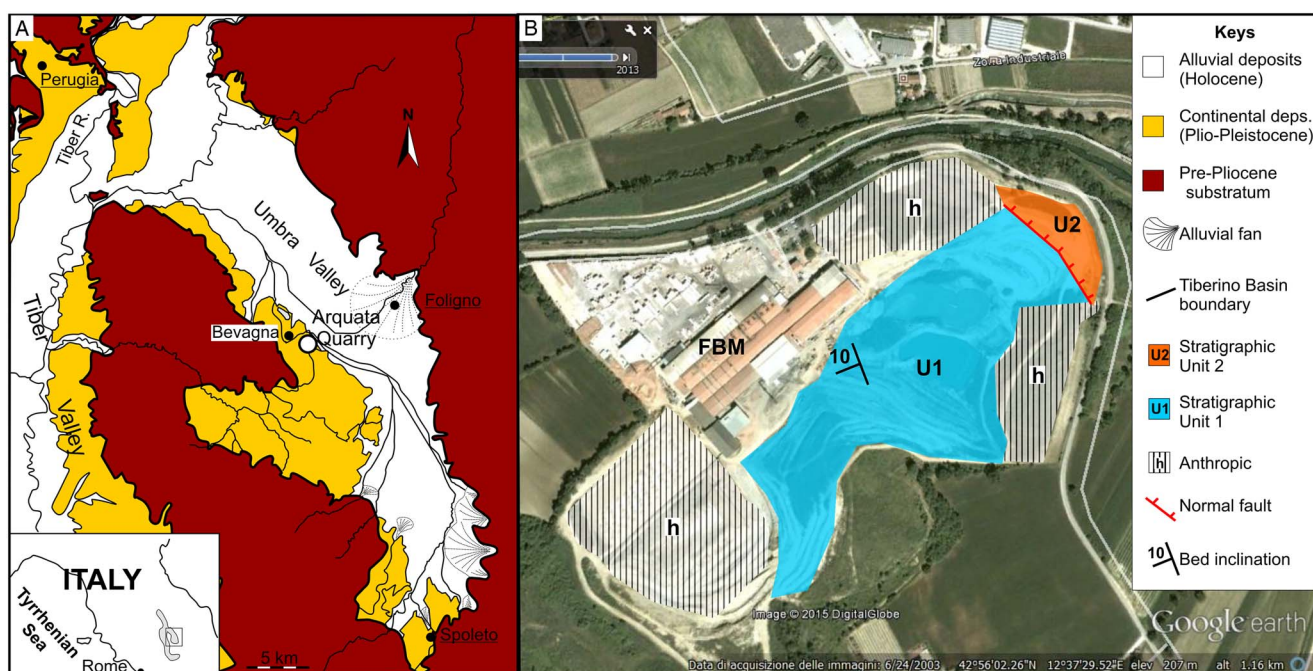 A
Perugia
Tiber R.
N
Umbra
Valley
Foligno
Arquata
Quarry
Bevagna
Tiber
Valley
Spoleto
5 km
ITALY
Tyrrhenian
Sea
Rome
B
2013
Zona Industriale
h
U2
FBM
10
U1
h
h
Image © 2015 DigitalGlobe
Google earth
Data di acquisizione delle immagini: 6/24/2003 42°56'02.26"N 12°37'29.52"E elev 207 m alt 1.16 km
Keys
Alluvial deposits
(Holocene)
Continental deps.
(Plio-Pleistocene)
Pre-Pliocene
substratum
Alluvial fan
Tiberino Basin
boundary
U2 Stratigraphic
Unit 2
U1 Stratigraphic
Unit 1
h Anthropic
Normal fault
10 Bed inclination